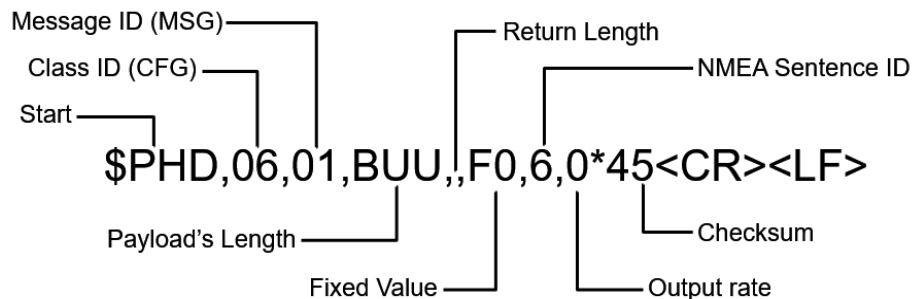 Message ID (MSG)
Return Length
Class ID (CFG)
NMEA Sentence ID
Start
$PHD,06,01,BUU,,F0,6,0*45<CR><LF>
Payload's Length
Checksum
Fixed Value
Output rate